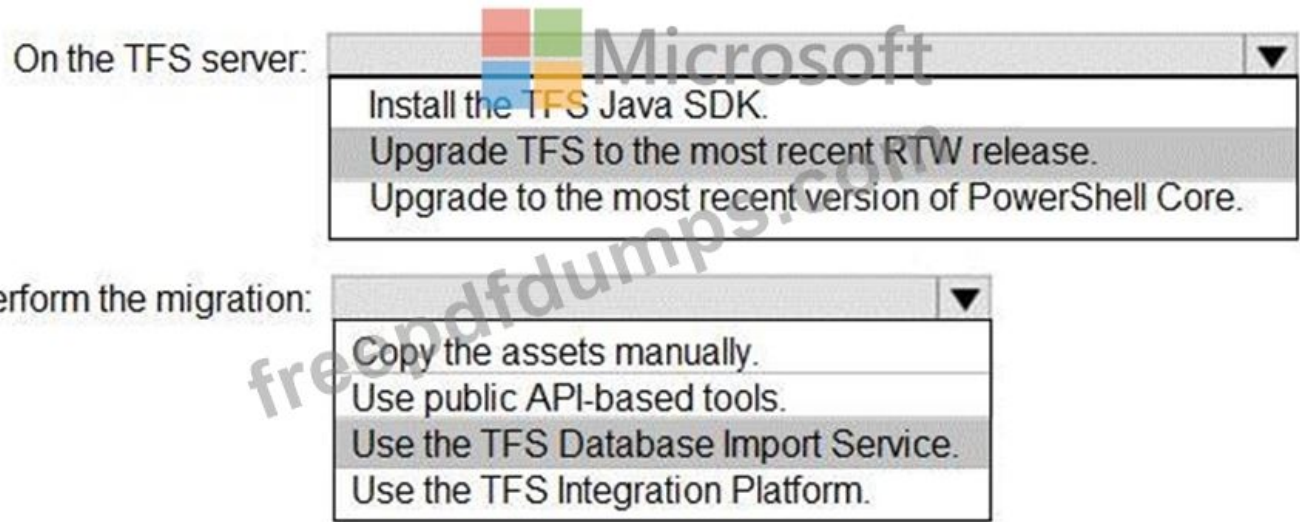 Microsoft
On the TFS server:
Install the TFS Java SDK.
Upgrade TFS to the most recent RTW release.
Upgrade to the most recent version of PowerShell Core.
erform the migration:
Copy the assets manually.
Use public API-based tools.
Use the TFS Database Import Service.
Use the TFS Integration Platform.
freepdfdumps.com